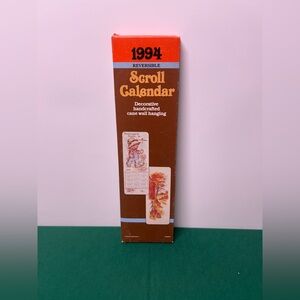 1994
REVERSIBLE
Scroll
Calendar
Decorative
handcrafted
cane wall hanging